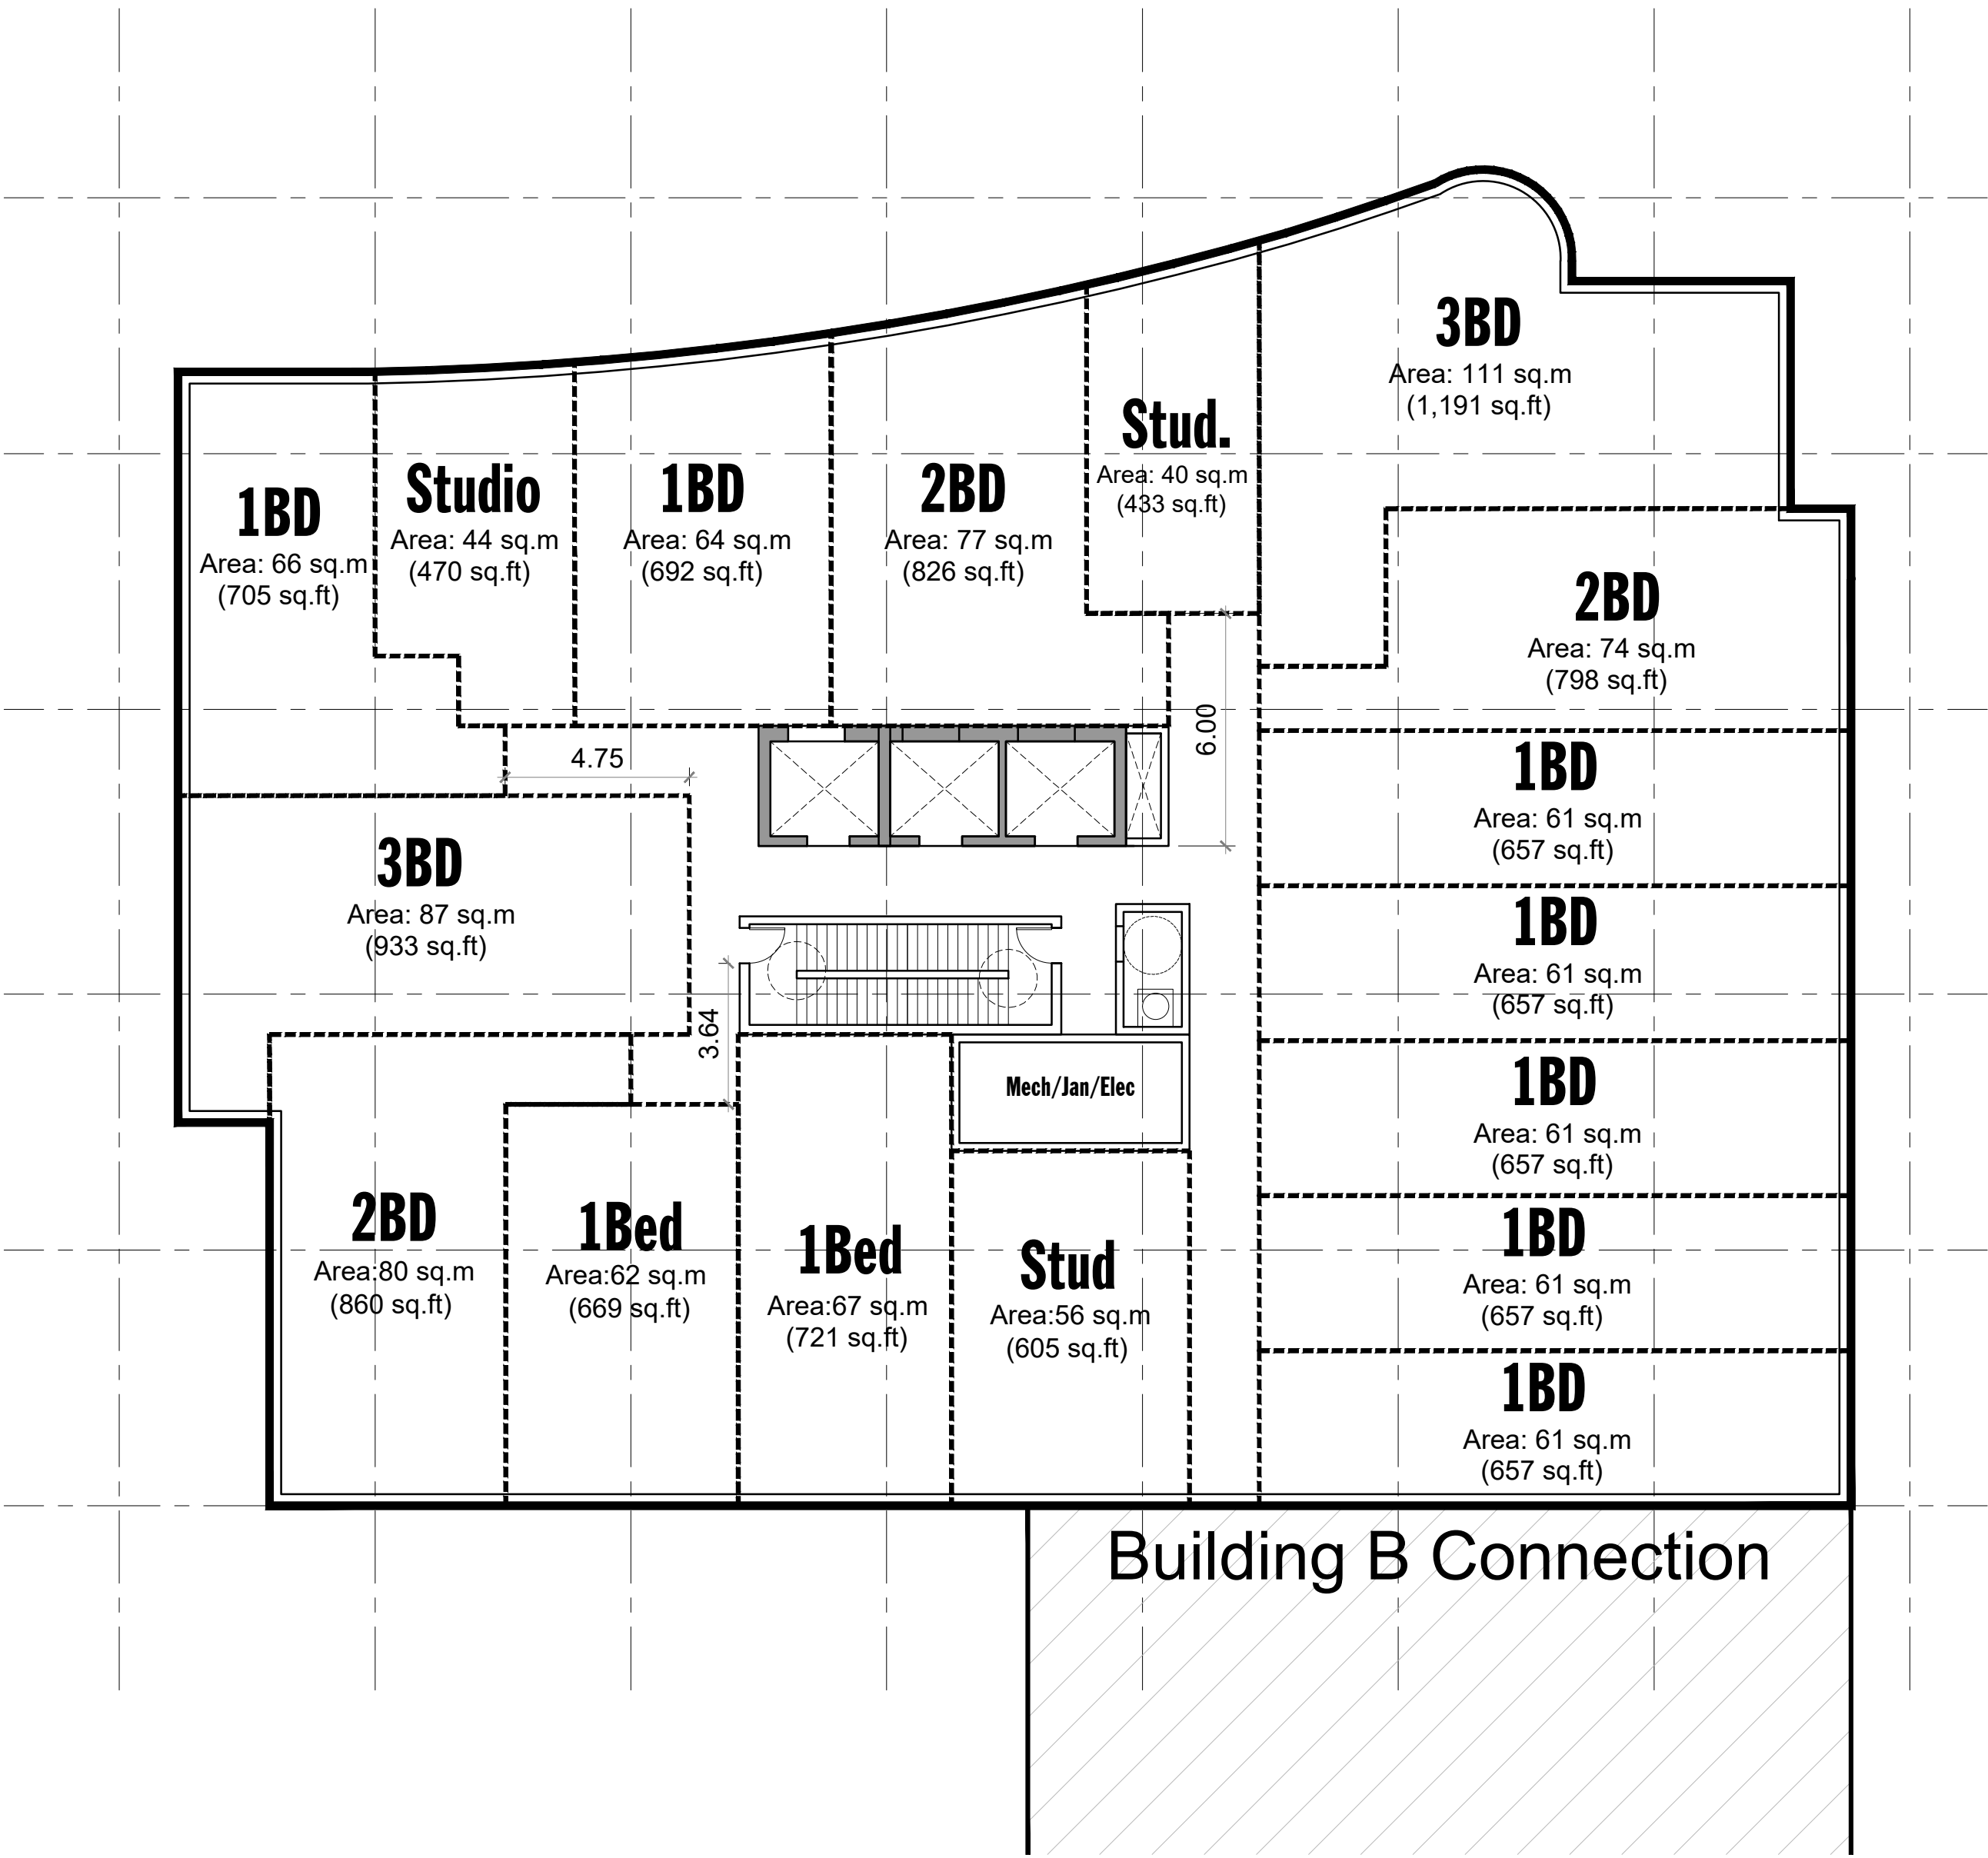 3BD
Area: 111 sq.m
(1,191 sq.ft)
Stud.
Area: 40 sq.m
(433 sq.ft)
1BD
Area: 66 sq.m
(705 sq.ft)
Studio
Area: 44 sq.m
(470 sq.ft)
1BD
Area: 64 sq.m
(692 sq.ft)
2BD
Area: 77 sq.m
(826 sq.ft)
2BD
Area: 74 sq.m
(798 sq.ft)
6.00
4.75
1BD
Area: 61 sq.m
(657 sq.ft)
3BD
Area: 87 sq.m
(933 sq.ft)
1BD
Area: 61 sq.m
(657 sq.ft)
3.64
Mech/Jan/Elec
1BD
Area: 61 sq.m
(657 sq.ft)
2BD
Area:80 sq.m
(860 sq.ft)
1Bed
Area:62 sq.m
(669 sq.ft)
1Bed
Area:67 sq.m
(721 sq.ft)
Stud
Area:56 sq.m
(605 sq.ft)
1BD
Area: 61 sq.m
(657 sq.ft)
1BD
Area: 61 sq.m
(657 sq.ft)
Building B Connection